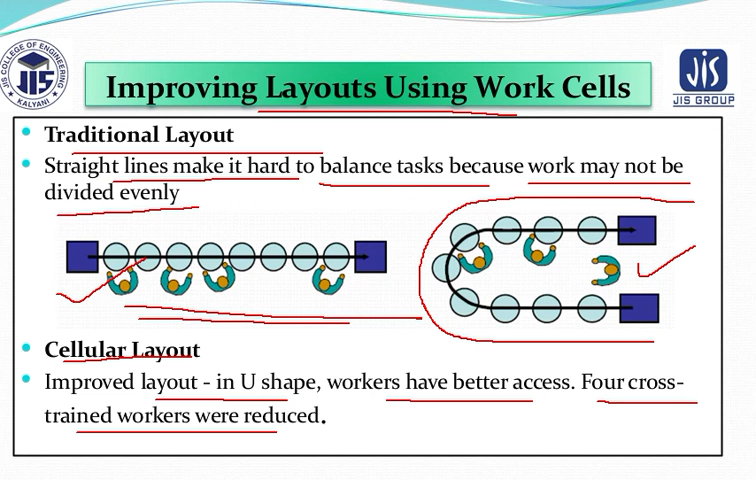 JIS COLLEGE OF ENGINEERING
JIS
KALYANI
Improving Layouts Using Work Cells
JIS
JIS GROUP
Traditional Layout
Straight lines make it hard to balance tasks because work may not be
divided evenly
Cellular Layout
Improved layout - in U shape, workers have better access. Four cross-
trained workers were reduced.